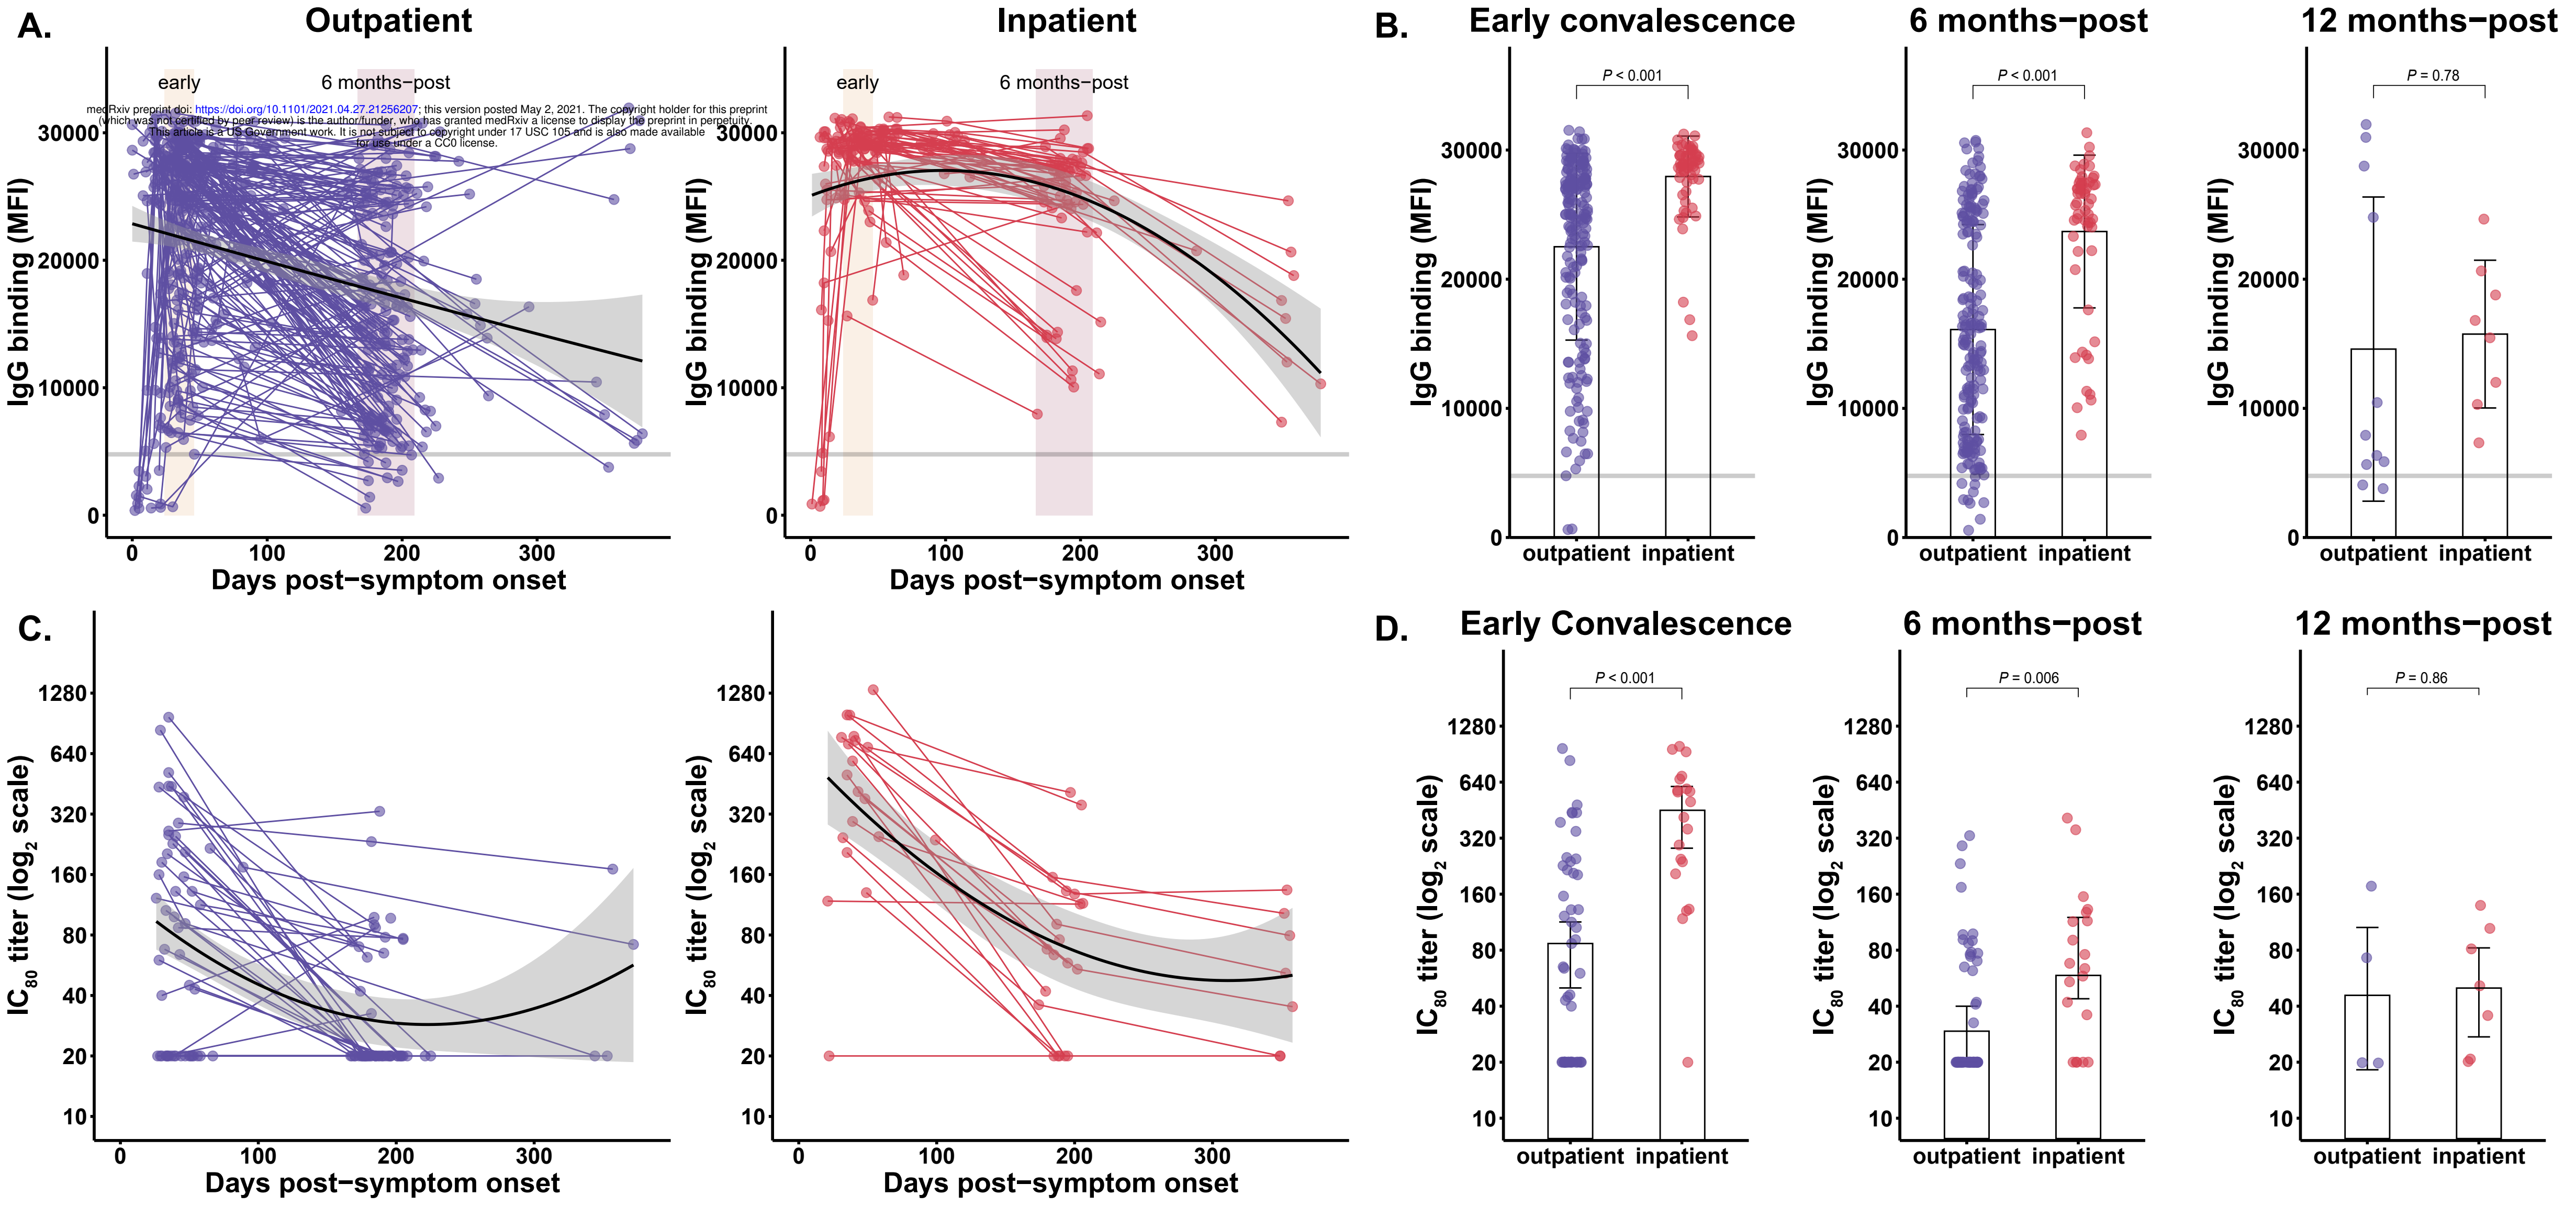 A.
Outpatient
Inpatient
early
6 months−post
early
6 months−post
medRxiv preprint doi: https://doi.org/10.1101/2021.04.27.21256207; this version posted May 2, 2021. The copyright holder for this preprint
(which was not certified by peer review) is the author/funder, who has granted medRxiv a license to display the preprint in perpetuity.
This article is a US Government work. It is not subject to copyright under 17 USC 105 and is also made available
for use under a CC0 license.
IgG binding (MFI)
30000
20000
10000
0
0 100 200 300
Days post−symptom onset
IgG binding (MFI)
30000
20000
10000
0
0 100 200 300
Days post−symptom onset
B.
Early convalescence
P < 0.001
IgG binding (MFI)
30000
20000
10000
0
outpatient inpatient
6 months−post
P < 0.001
IgG binding (MFI)
30000
20000
10000
0
outpatient inpatient
12 months−post
P = 0.78
IgG binding (MFI)
30000
20000
10000
0
outpatient inpatient
C.
IC80 titer (log2 scale)
1280
640
320
160
80
40
20
10
0 100 200 300
Days post−symptom onset
IC80 titer (log2 scale)
1280
640
320
160
80
40
20
10
0 100 200 300
Days post−symptom onset
D.
Early Convalescence
P < 0.001
IC80 titer (log2 scale)
1280
640
320
160
80
40
20
10
outpatient inpatient
6 months−post
P = 0.006
IC80 titer (log2 scale)
1280
640
320
160
80
40
20
10
outpatient inpatient
12 months−post
P = 0.86
IC80 titer (log2 scale)
1280
640
320
160
80
40
20
10
outpatient inpatient